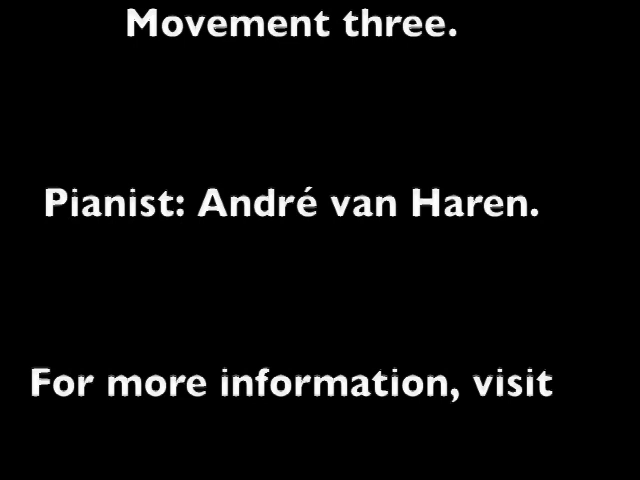 Movement three.
Pianist: André van Haren.
For more information, visit